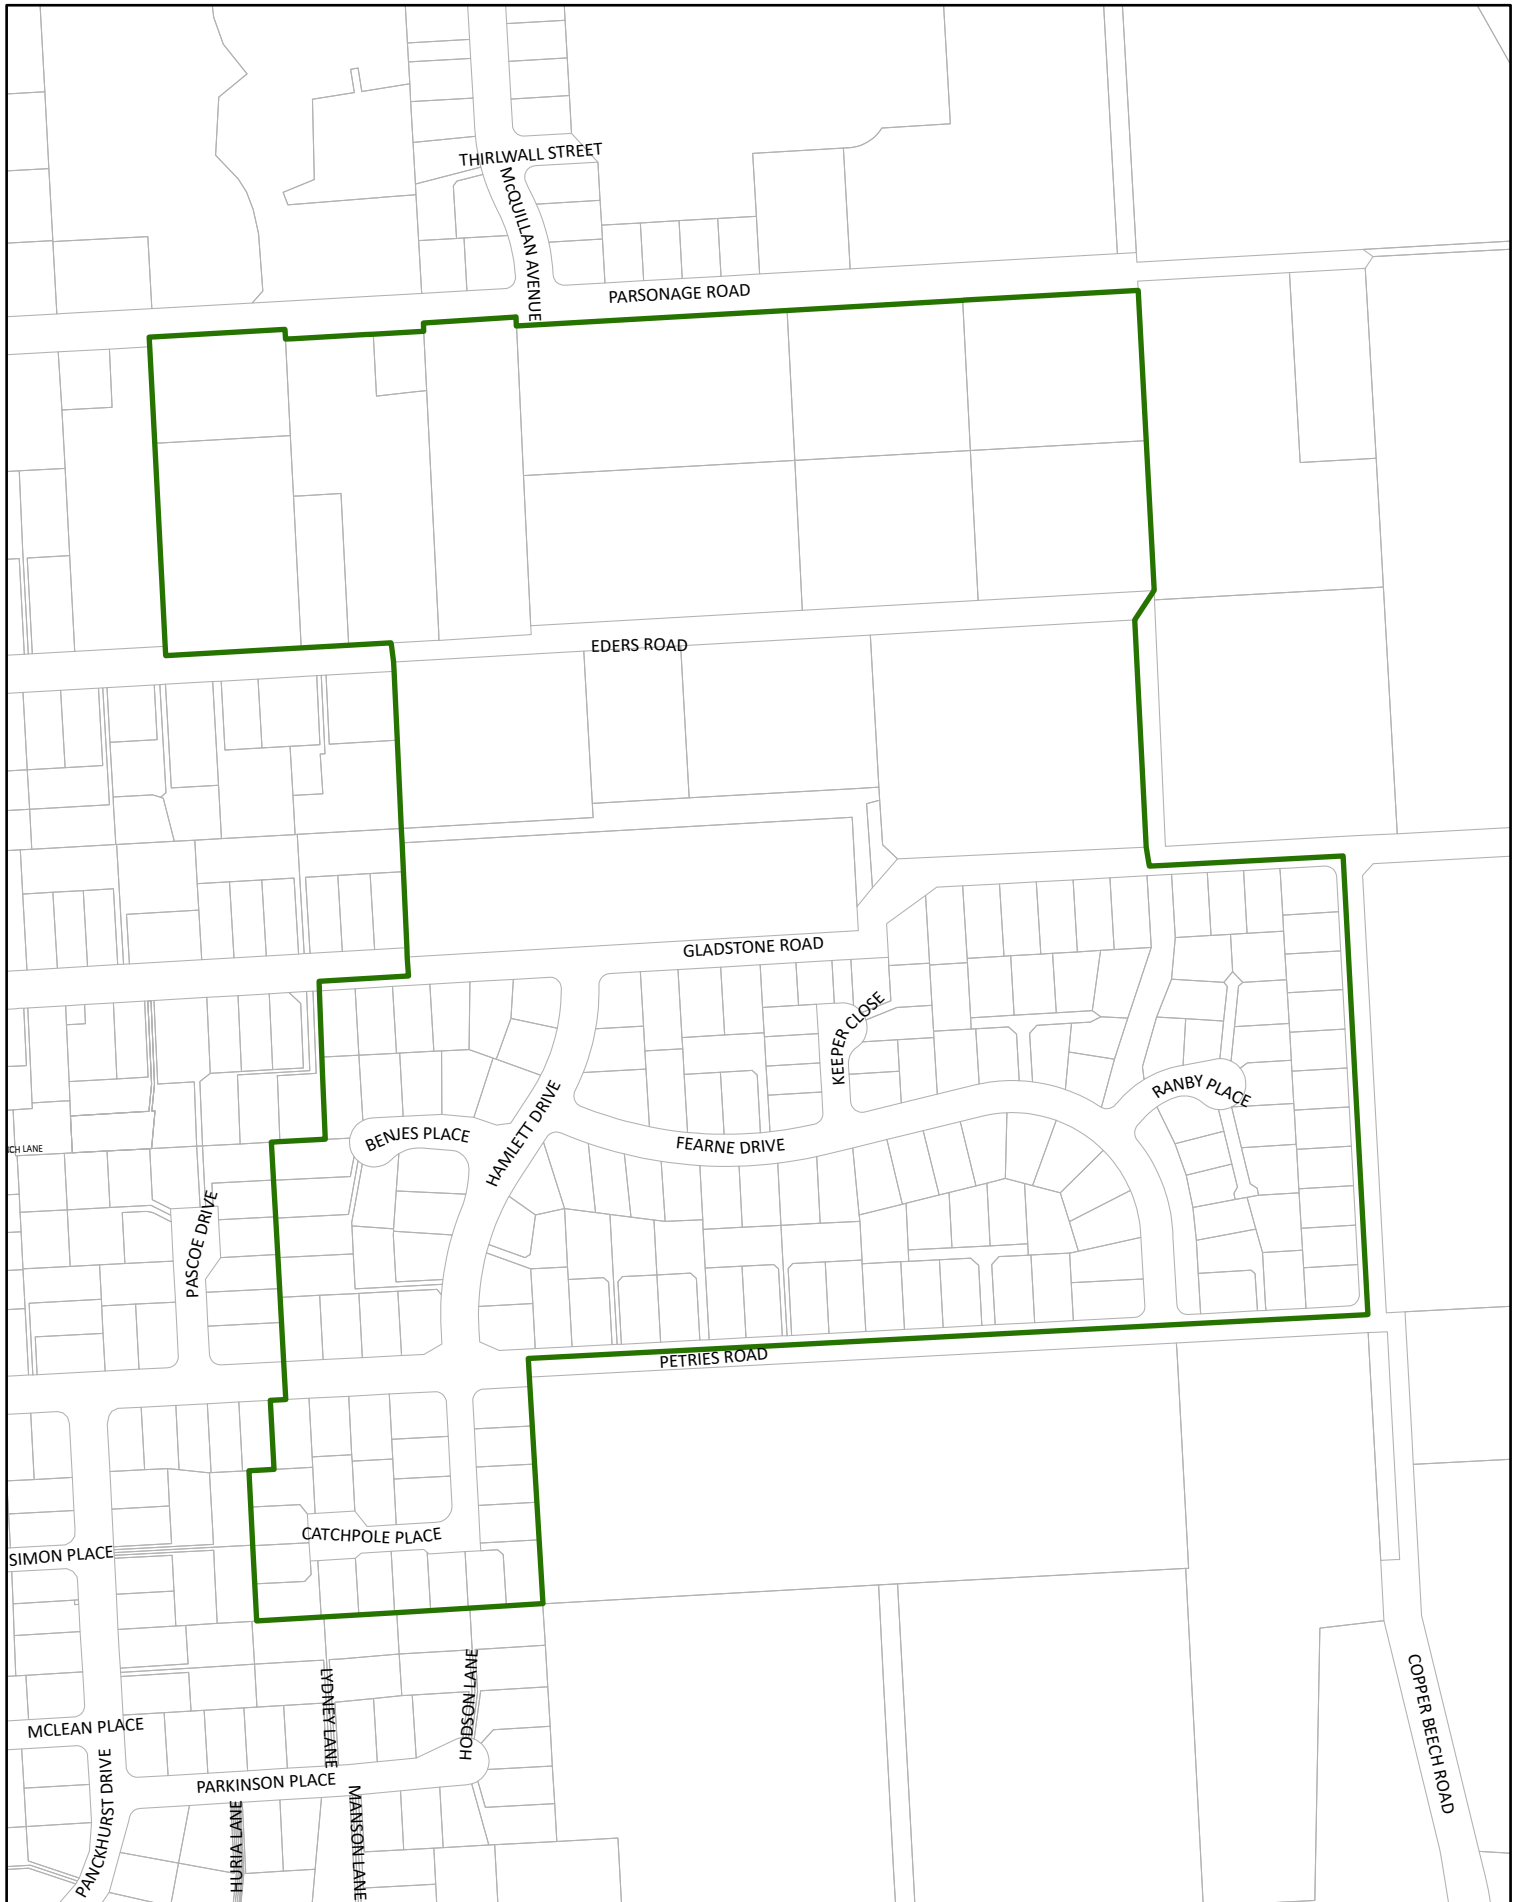 THIRLWALL STREET
McQUILLAN AVENUE
PARSONAGE ROAD
EDERS ROAD
GLADSTONE ROAD
KEEPER CLOSE
RANBY PLACE
BENJES PLACE
HAMLETT DRIVE
FEARNE DRIVE
CH LANE
PASCOE DRIVE
PETRIES ROAD
CATCHPOLE PLACE
SIMON PLACE
LYDNEY LANE
HODSON LANE
COPPER BEECH ROAD
MCLEAN PLACE
PANCKHURST DRIVE
PARKINSON PLACE
HURIA LANE
MANSON LANE